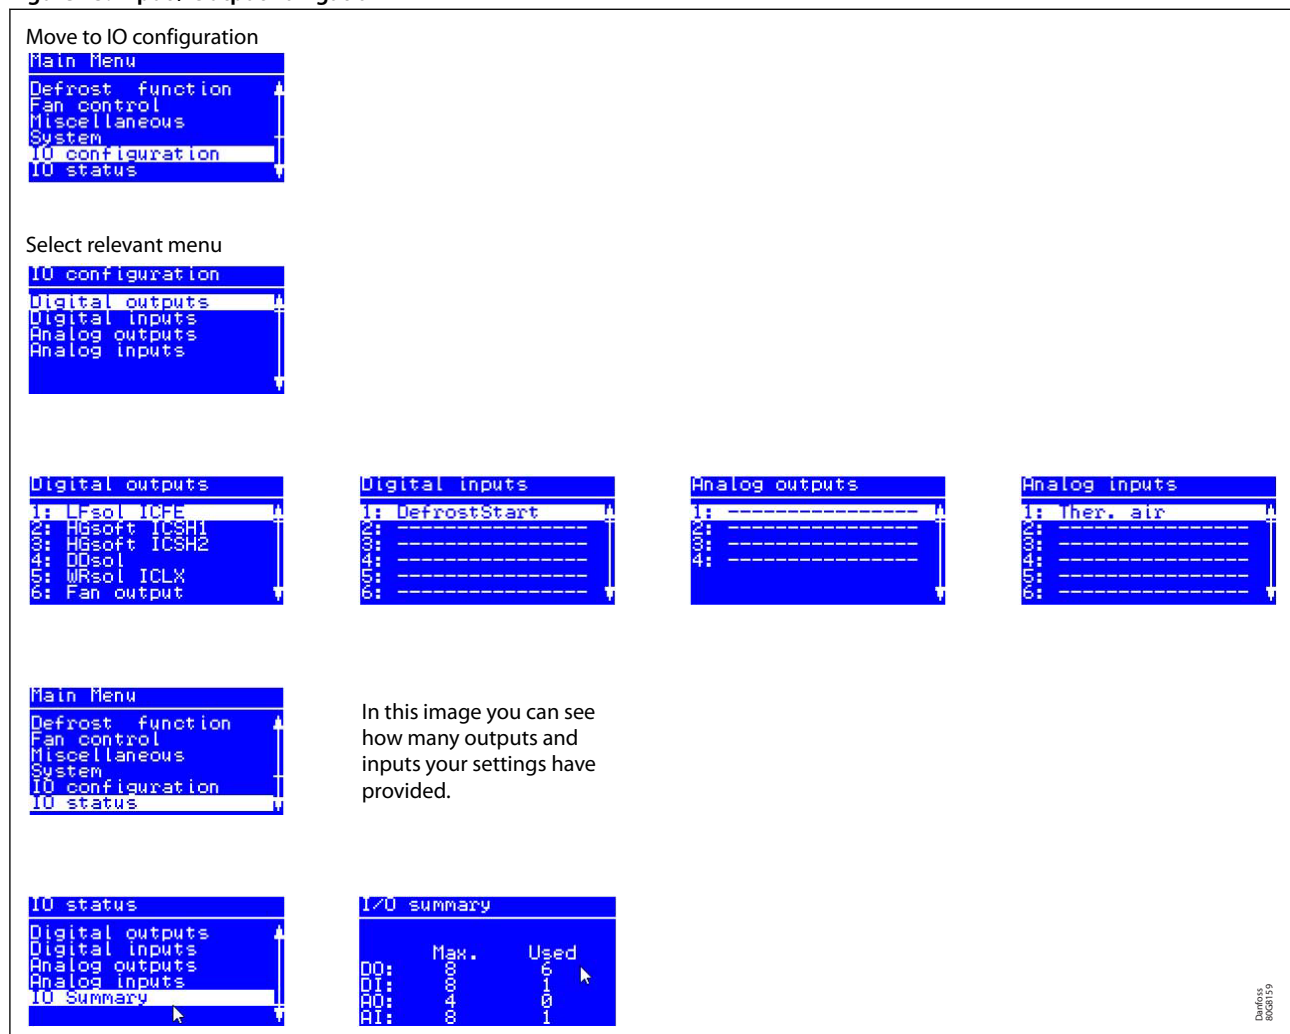 Move to IO configuration
Main Menu
Defrost function
Fan control
Miscellaneous
System
IO configuration
IO status
Select relevant menu
IO configuration
Digital outputs
Digital inputs
Analog outputs
Analog inputs
Digital outputs
1: LFsol ICFE
2: HGsoft ICSH1
3: HGsoft ICSH2
4: DDsol
5: WRsol ICLX
6: Fan output
Digital inputs
1: DefrostStart
2: ----------------
3: ----------------
4: ----------------
5: ----------------
6: ----------------
Analog outputs
1: ----------------
2: ----------------
3: ----------------
4: ----------------
Analog inputs
1: Ther. air
2: ----------------
3: ----------------
4: ----------------
5: ----------------
6: ----------------
Main Menu
Defrost function
Fan control
Miscellaneous
System
IO configuration
IO status
In this image you can see
how many outputs and
inputs your settings have
provided.
IO status
Digital outputs
Digital inputs
Analog outputs
Analog inputs
IO Summary
I/O summary
Max. Used
DO: 8 6
DI: 8 1
AO: 4 0
AI: 8 1
Danfoss
80G8159